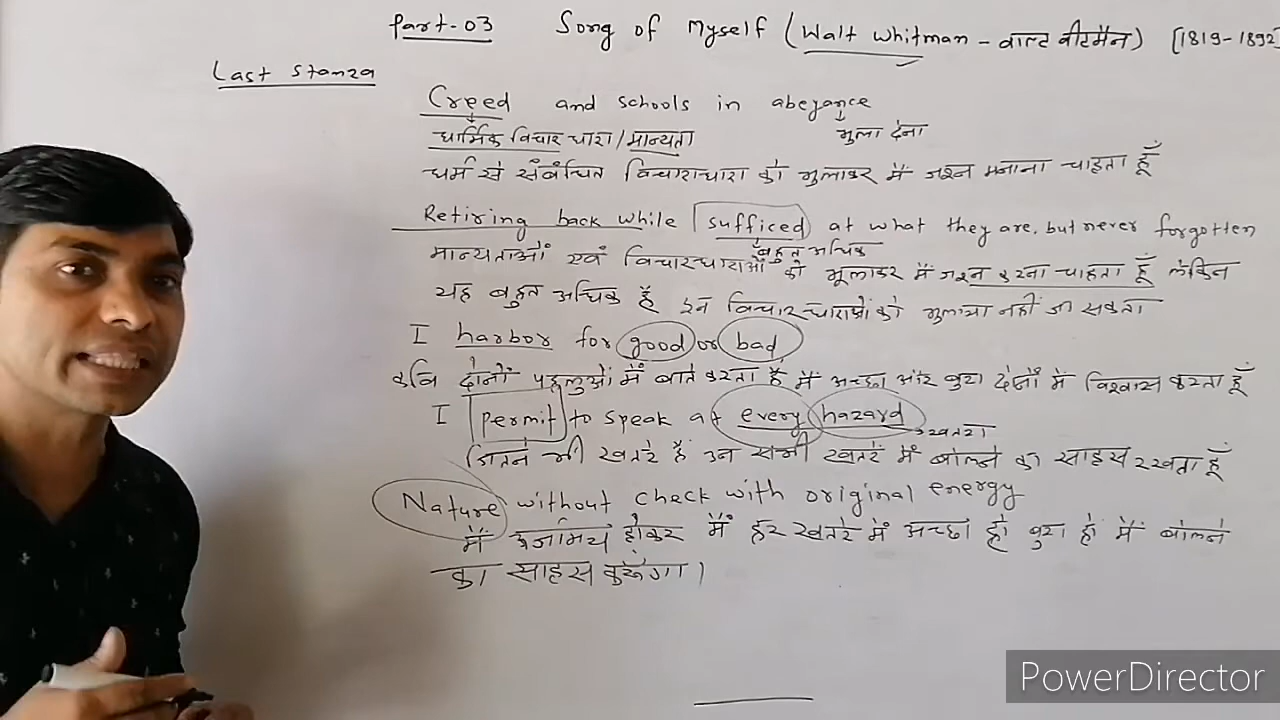 Part-03 Song of Myself (Walt Whitman - वाल्ट वीटमैन) [1819-1892]
Last Stanza
Creed and schools in abeyance
धार्मिक विचार धारा/मान्यता भुला देना
धर्म से संबंधित विचाराधारा को भुलाकर मैं जश्न मनाना चाहता हूँ
Retiring back while sufficed at what they are, but never forgotten
बहुत अधिक
मान्यताओं एवं विचारधाराओं को भूलाकर मैं जश्न करना चाहता हूँ लेकिन
यह बहुत अधिक है इन विचारधाराओं को भुलाया नहीं जा सकता
I harbor for good or bad,
कवि दोनों पहलुओं में बातें करता है मैं अच्छा और बुरा दोनों में विश्वास करता हूँ
I permit to speak at every hazard
खतरा
जितने भी खतरे हैं उन सभी खतरें में बोलने का साहस रखता हूँ
Nature without check with original energy
मैं उर्जामय होकर मैं हर खतरे में अच्छा हो बुरा हो मैं बोलने
का साहस करूँगा।
PowerDirector